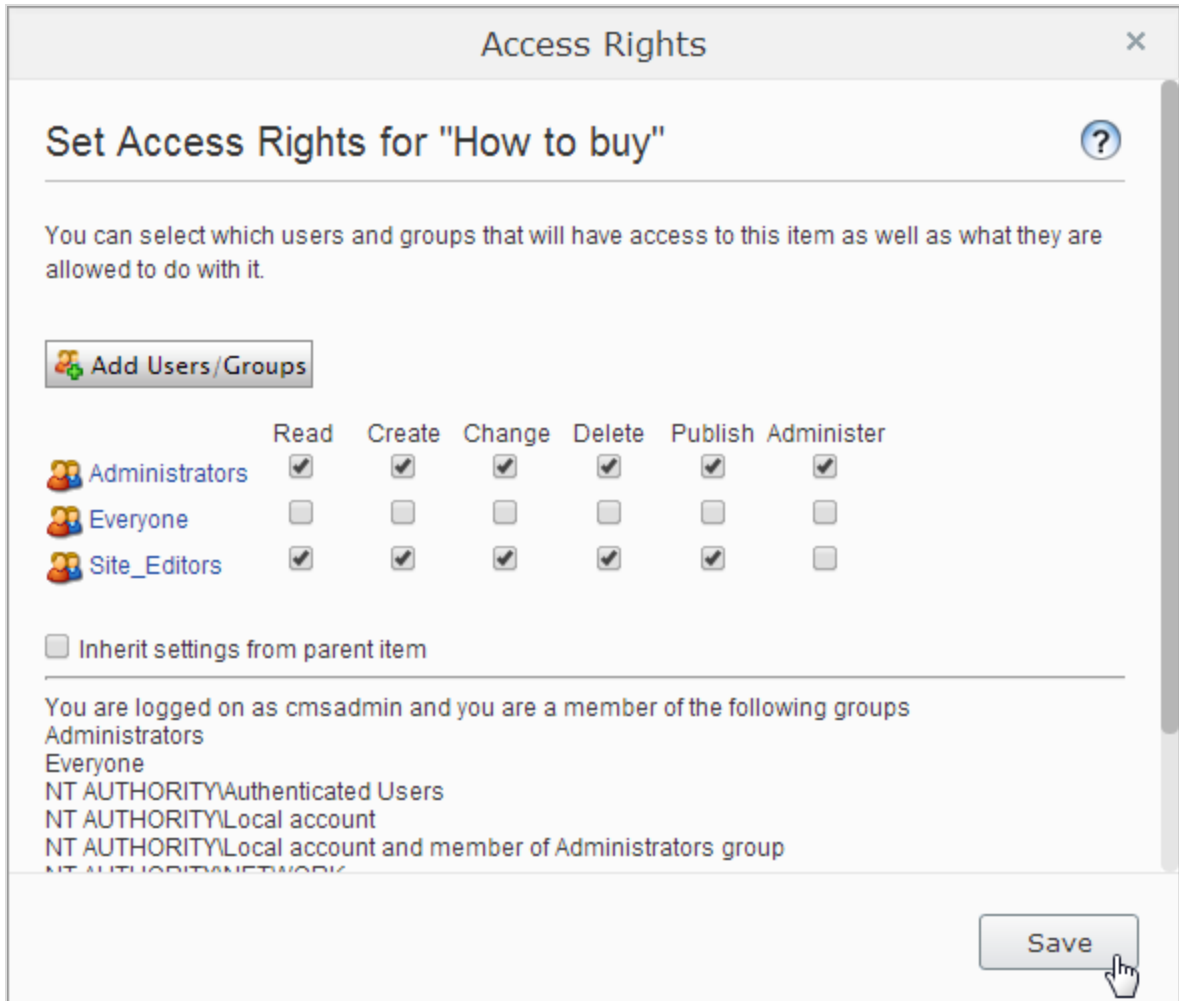 Access Rights
Set Access Rights for "How to buy"
You can select which users and groups that will have access to this item as well as what they are
allowed to do with it.
Add Users/Groups
Read Create Change Delete Publish Administer
Administrators
Everyone
Site_Editors
Inherit settings from parent item
You are logged on as cmsadmin and you are a member of the following groups
Administrators
Everyone
NT AUTHORITY\Authenticated Users
NT AUTHORITY\Local account
NT AUTHORITY\Local account and member of Administrators group
NT AUTHORITY\NETWORK
Save